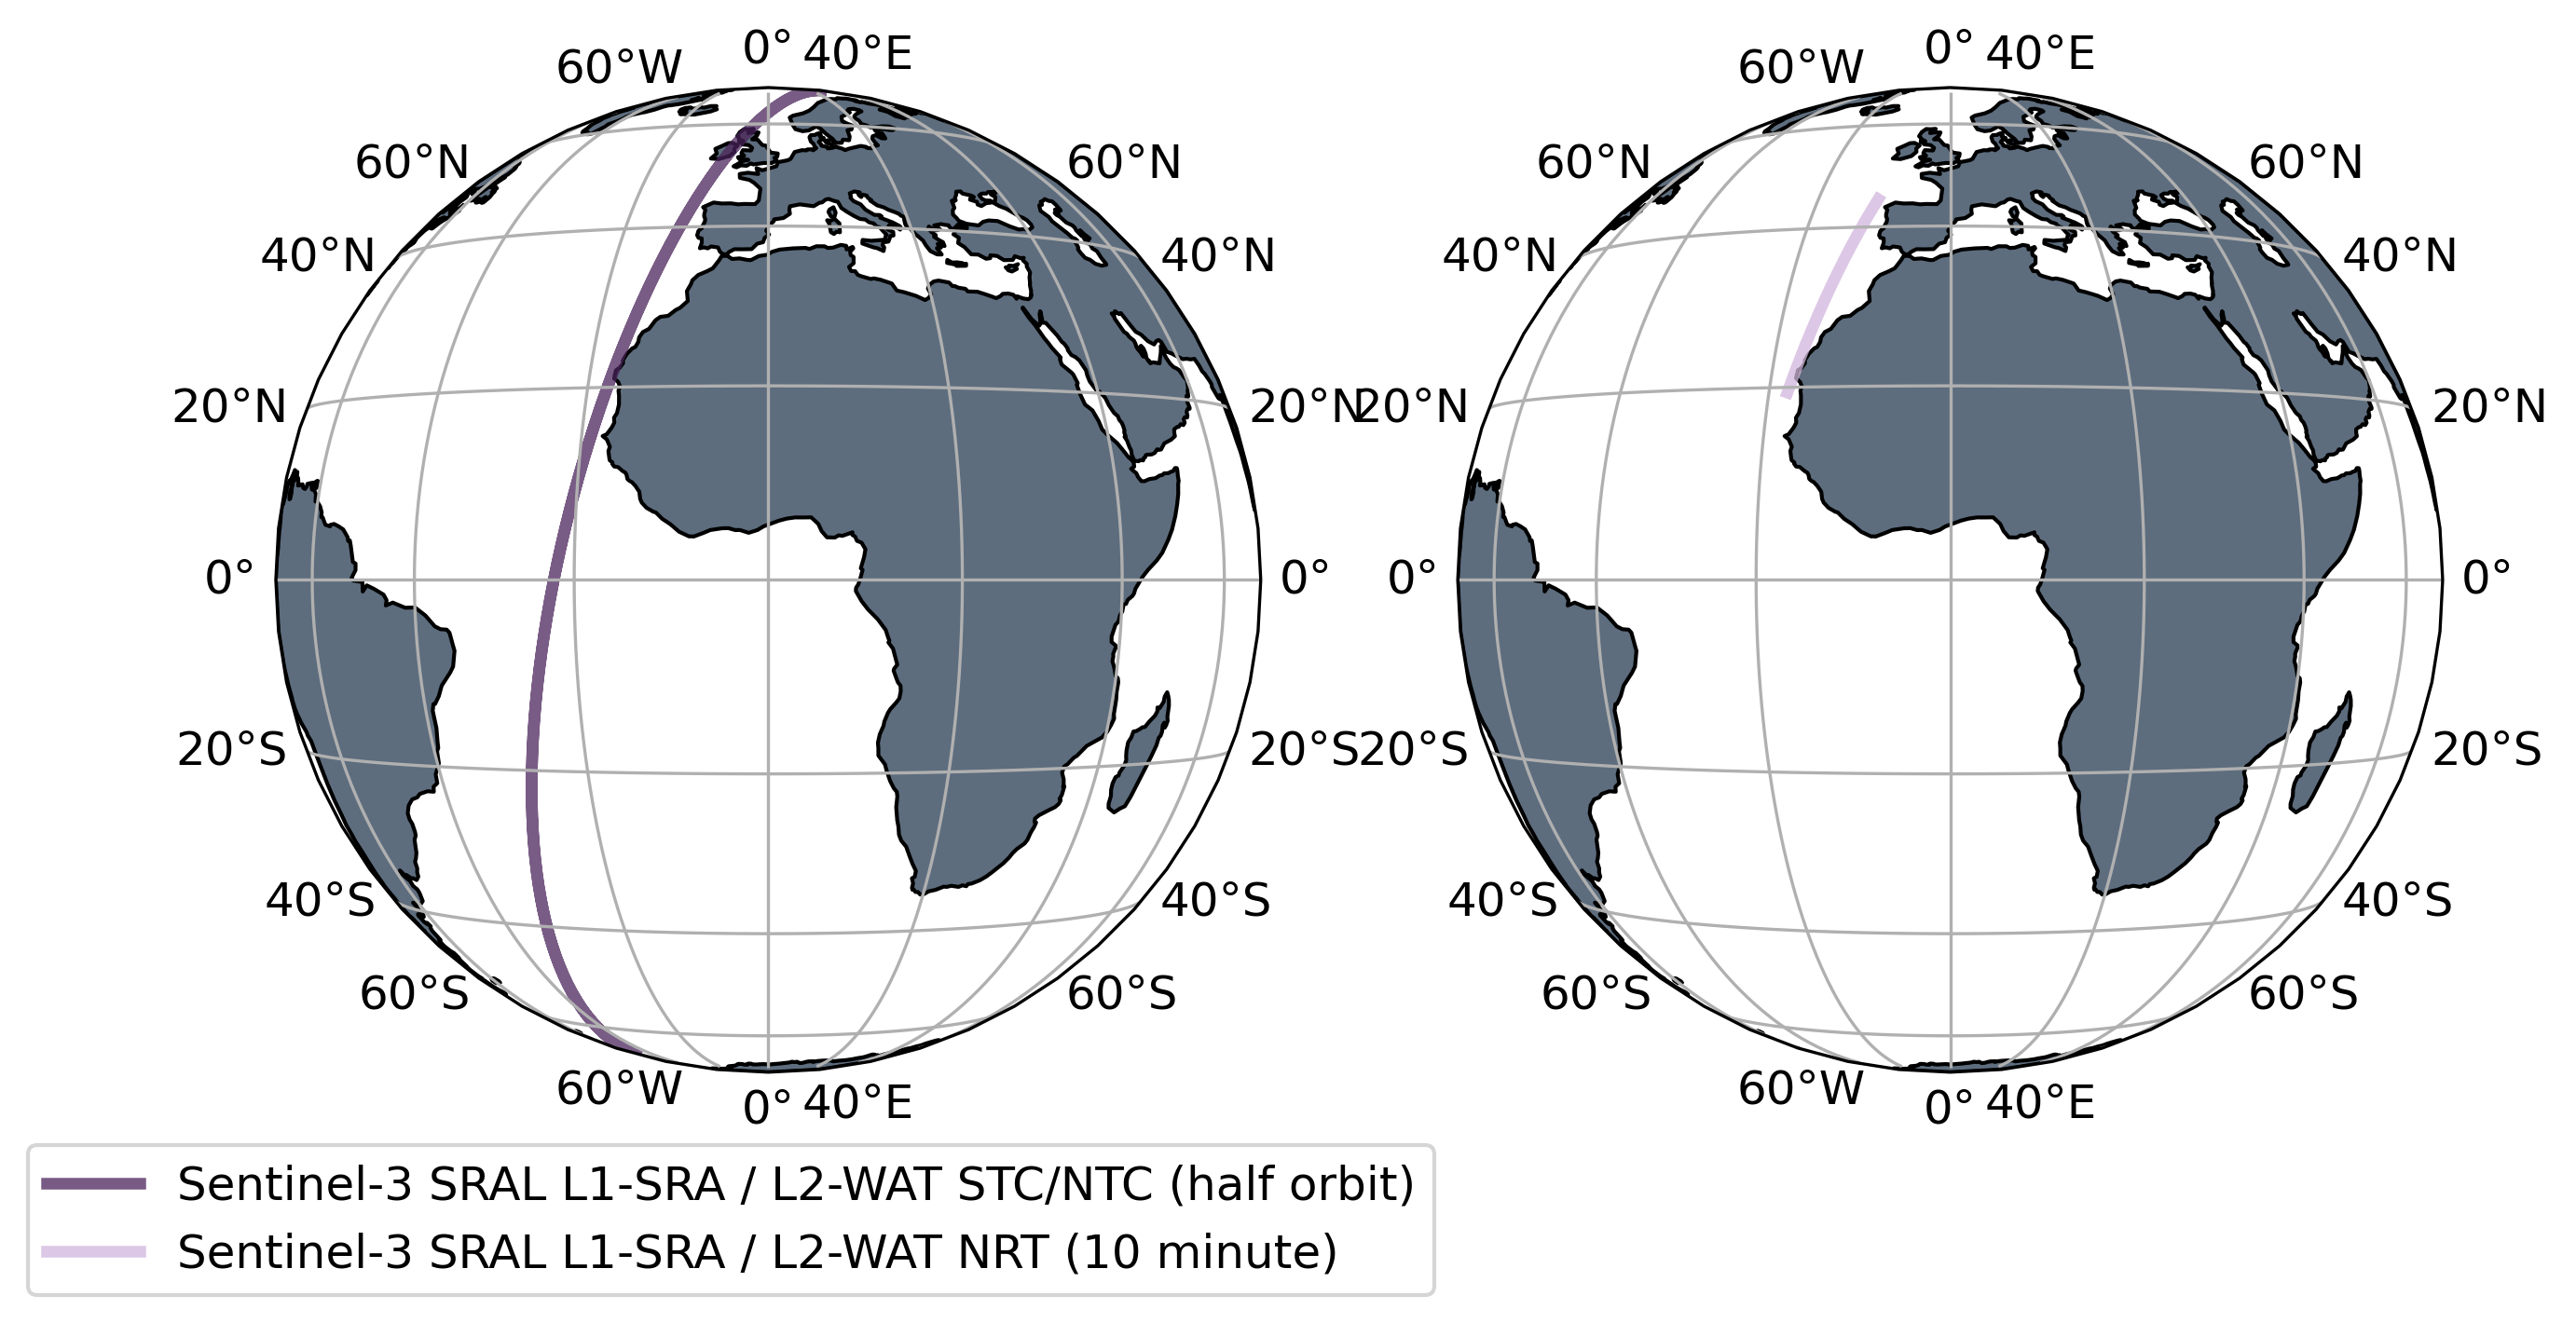 60°W 0° 40°E 60°W 0° 40°E
60°N 60°N 60°N 60°N
40°N 40°N 40°N 40°N
20°N 20°N 20°N 20°N
0° 0° 0° 0°
20°S 20°S 20°S 20°S
40°S 40°S 40°S 40°S
60°S 60°S 60°S 60°S
60°W 0° 40°E 60°W 0° 40°E
Sentinel-3 SRAL L1-SRA / L2-WAT STC/NTC (half orbit)
Sentinel-3 SRAL L1-SRA / L2-WAT NRT (10 minute)